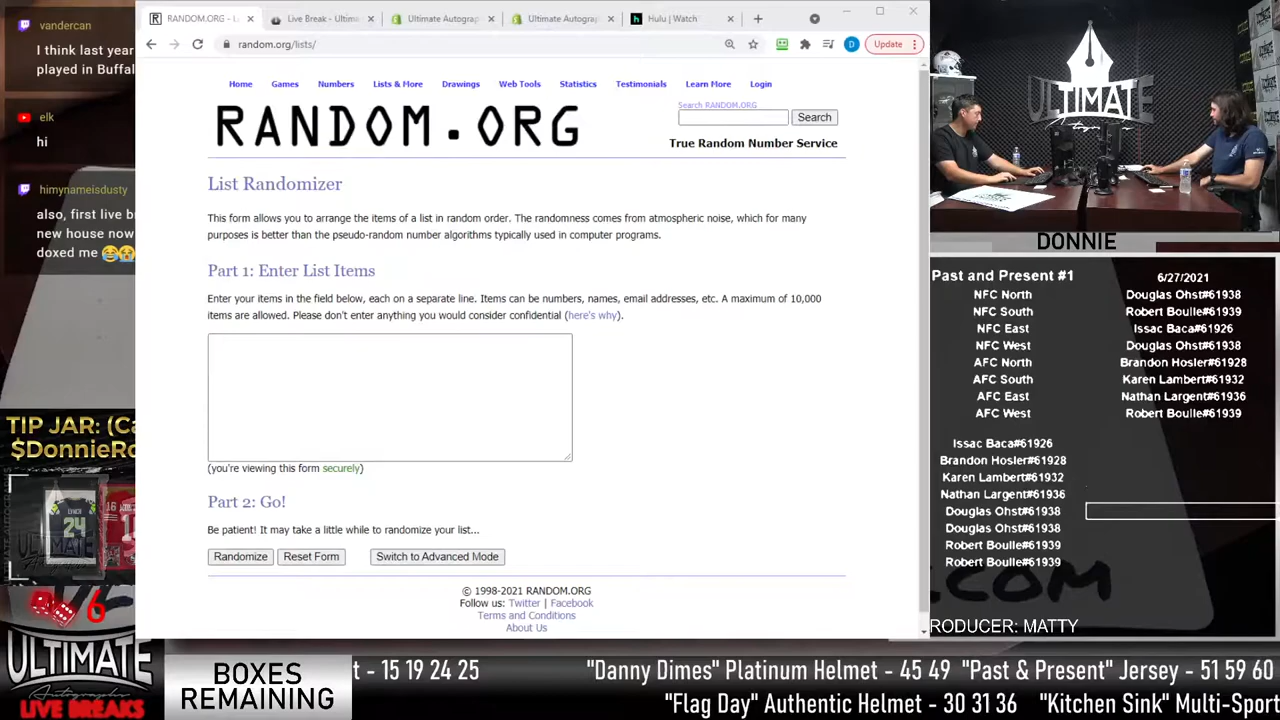 vandercan
I think last year
played in Buffal
elk
hi
himynameisdusty
also, first live b
new house now
doxed me
TIP JAR: (Ca
$DonnieRo
24
16
6
ULTIMATE
Autographs
LIVE BREAKS
RANDOM.ORG - L
Live Break - Ultim
Ultimate Autograp
Ultimate Autograp
Hulu | Watch
random.org/lists/
D
Update
Home Games Numbers Lists & More Drawings Web Tools Statistics Testimonials Learn More Login
RANDOM.ORG
Search RANDOM.ORG
Search
True Random Number Service
List Randomizer
This form allows you to arrange the items of a list in random order. The randomness comes from atmospheric noise, which for many
purposes is better than the pseudo-random number algorithms typically used in computer programs.
Part 1: Enter List Items
Enter your items in the field below, each on a separate line. Items can be numbers, names, email addresses, etc. A maximum of 10,000
items are allowed. Please don't enter anything you would consider confidential (here's why).
(you're viewing this form securely)
Part 2: Go!
Be patient! It may take a little while to randomize your list...
Randomize Reset Form Switch to Advanced Mode
© 1998-2021 RANDOM.ORG
Follow us: Twitter | Facebook
Terms and Conditions
About Us
TIMAT
DONNIE
Past and Present #1 6/27/2021
NFC North Douglas Ohst#61938
NFC South Robert Boulle#61939
NFC East Issac Baca#61926
NFC West Douglas Ohst#61938
AFC North Brandon Hosler#61928
AFC South Karen Lambert#61932
AFC East Nathan Largent#61936
AFC West Robert Boulle#61939
Issac Baca#61926
Brandon Hosler#61928
Karen Lambert#61932
Nathan Largent#61936
Douglas Ohst#61938
Douglas Ohst#61938
Robert Boulle#61939
Robert Boulle#61939
.COM
RODUCER: MATTY
BOXES
REMAINING
t - 15 19 24 25 "Danny Dimes" Platinum Helmet - 45 49 "Past & Present" Jersey - 51 59 60
"Flag Day" Authentic Helmet - 30 31 36 "Kitchen Sink" Multi-Sport